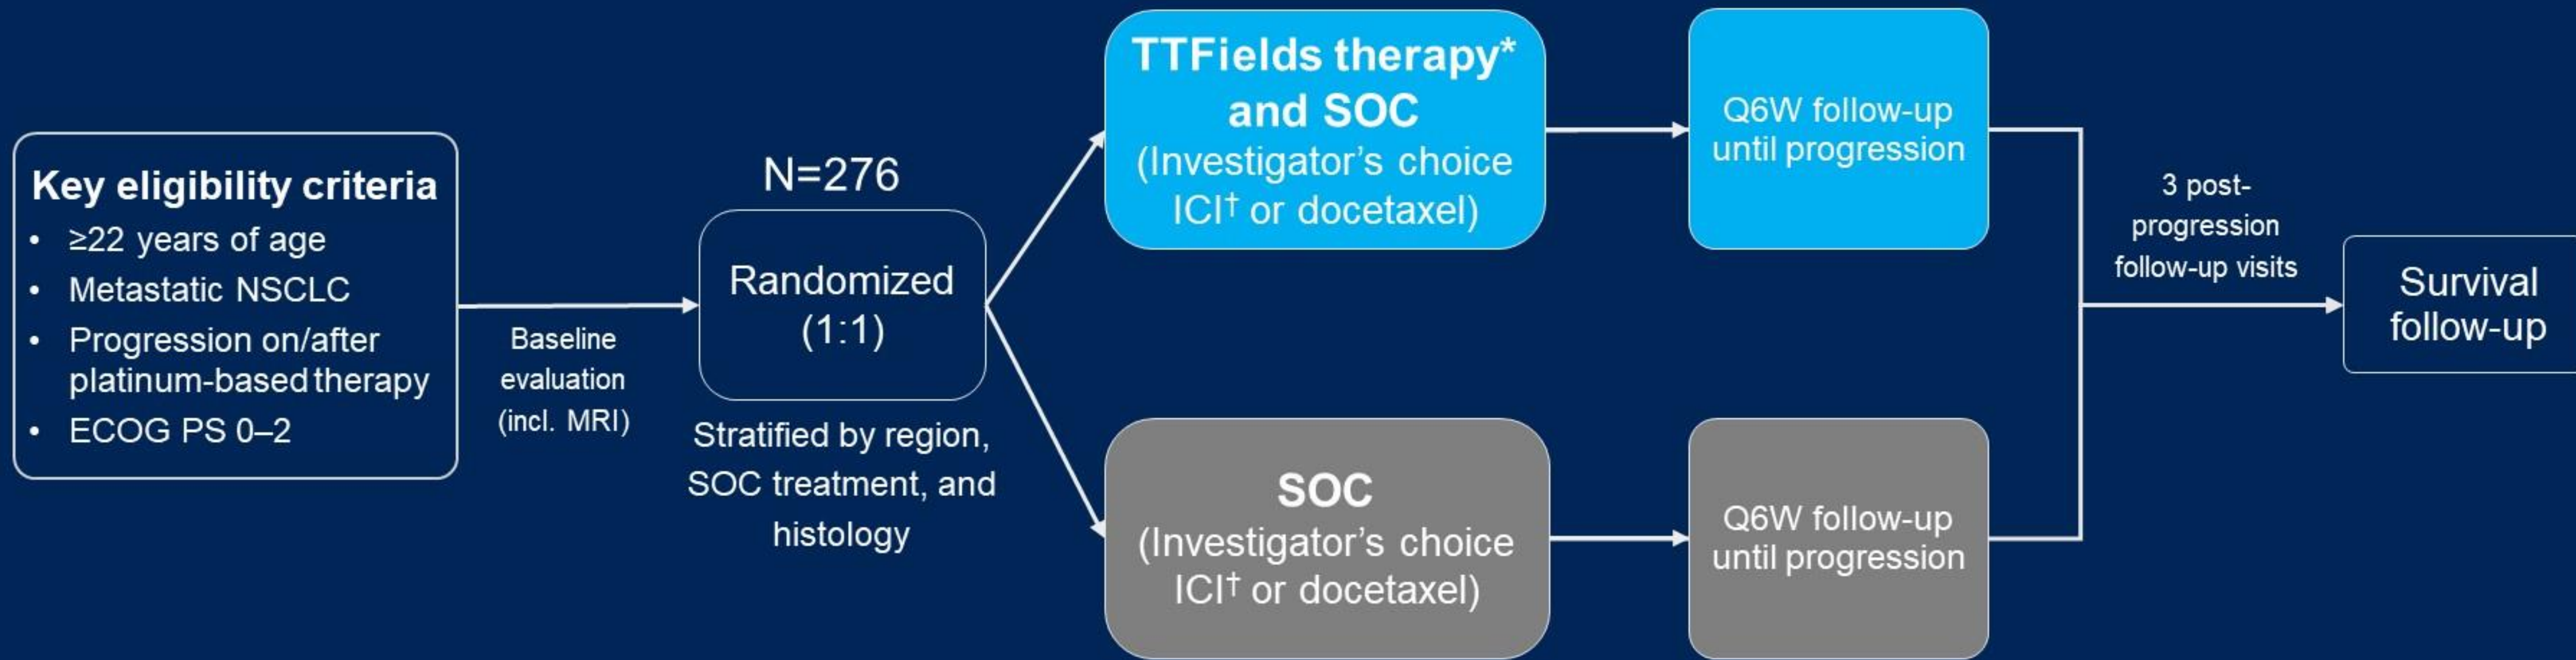 Key eligibility criteria
• ≥22 years of age
• Metastatic NSCLC
• Progression on/after
platinum-based therapy
• ECOG PS 0–2
Baseline
evaluation
(incl. MRI)
N=276
Randomized
(1:1)
Stratified by region,
SOC treatment, and
histology
TTFields therapy*
and SOC
(Investigator's choice
ICI† or docetaxel)
Q6W follow-up
until progression
SOC
(Investigator's choice
ICI† or docetaxel)
Q6W follow-up
until progression
3 post-
progression
follow-up visits
Survival
follow-up